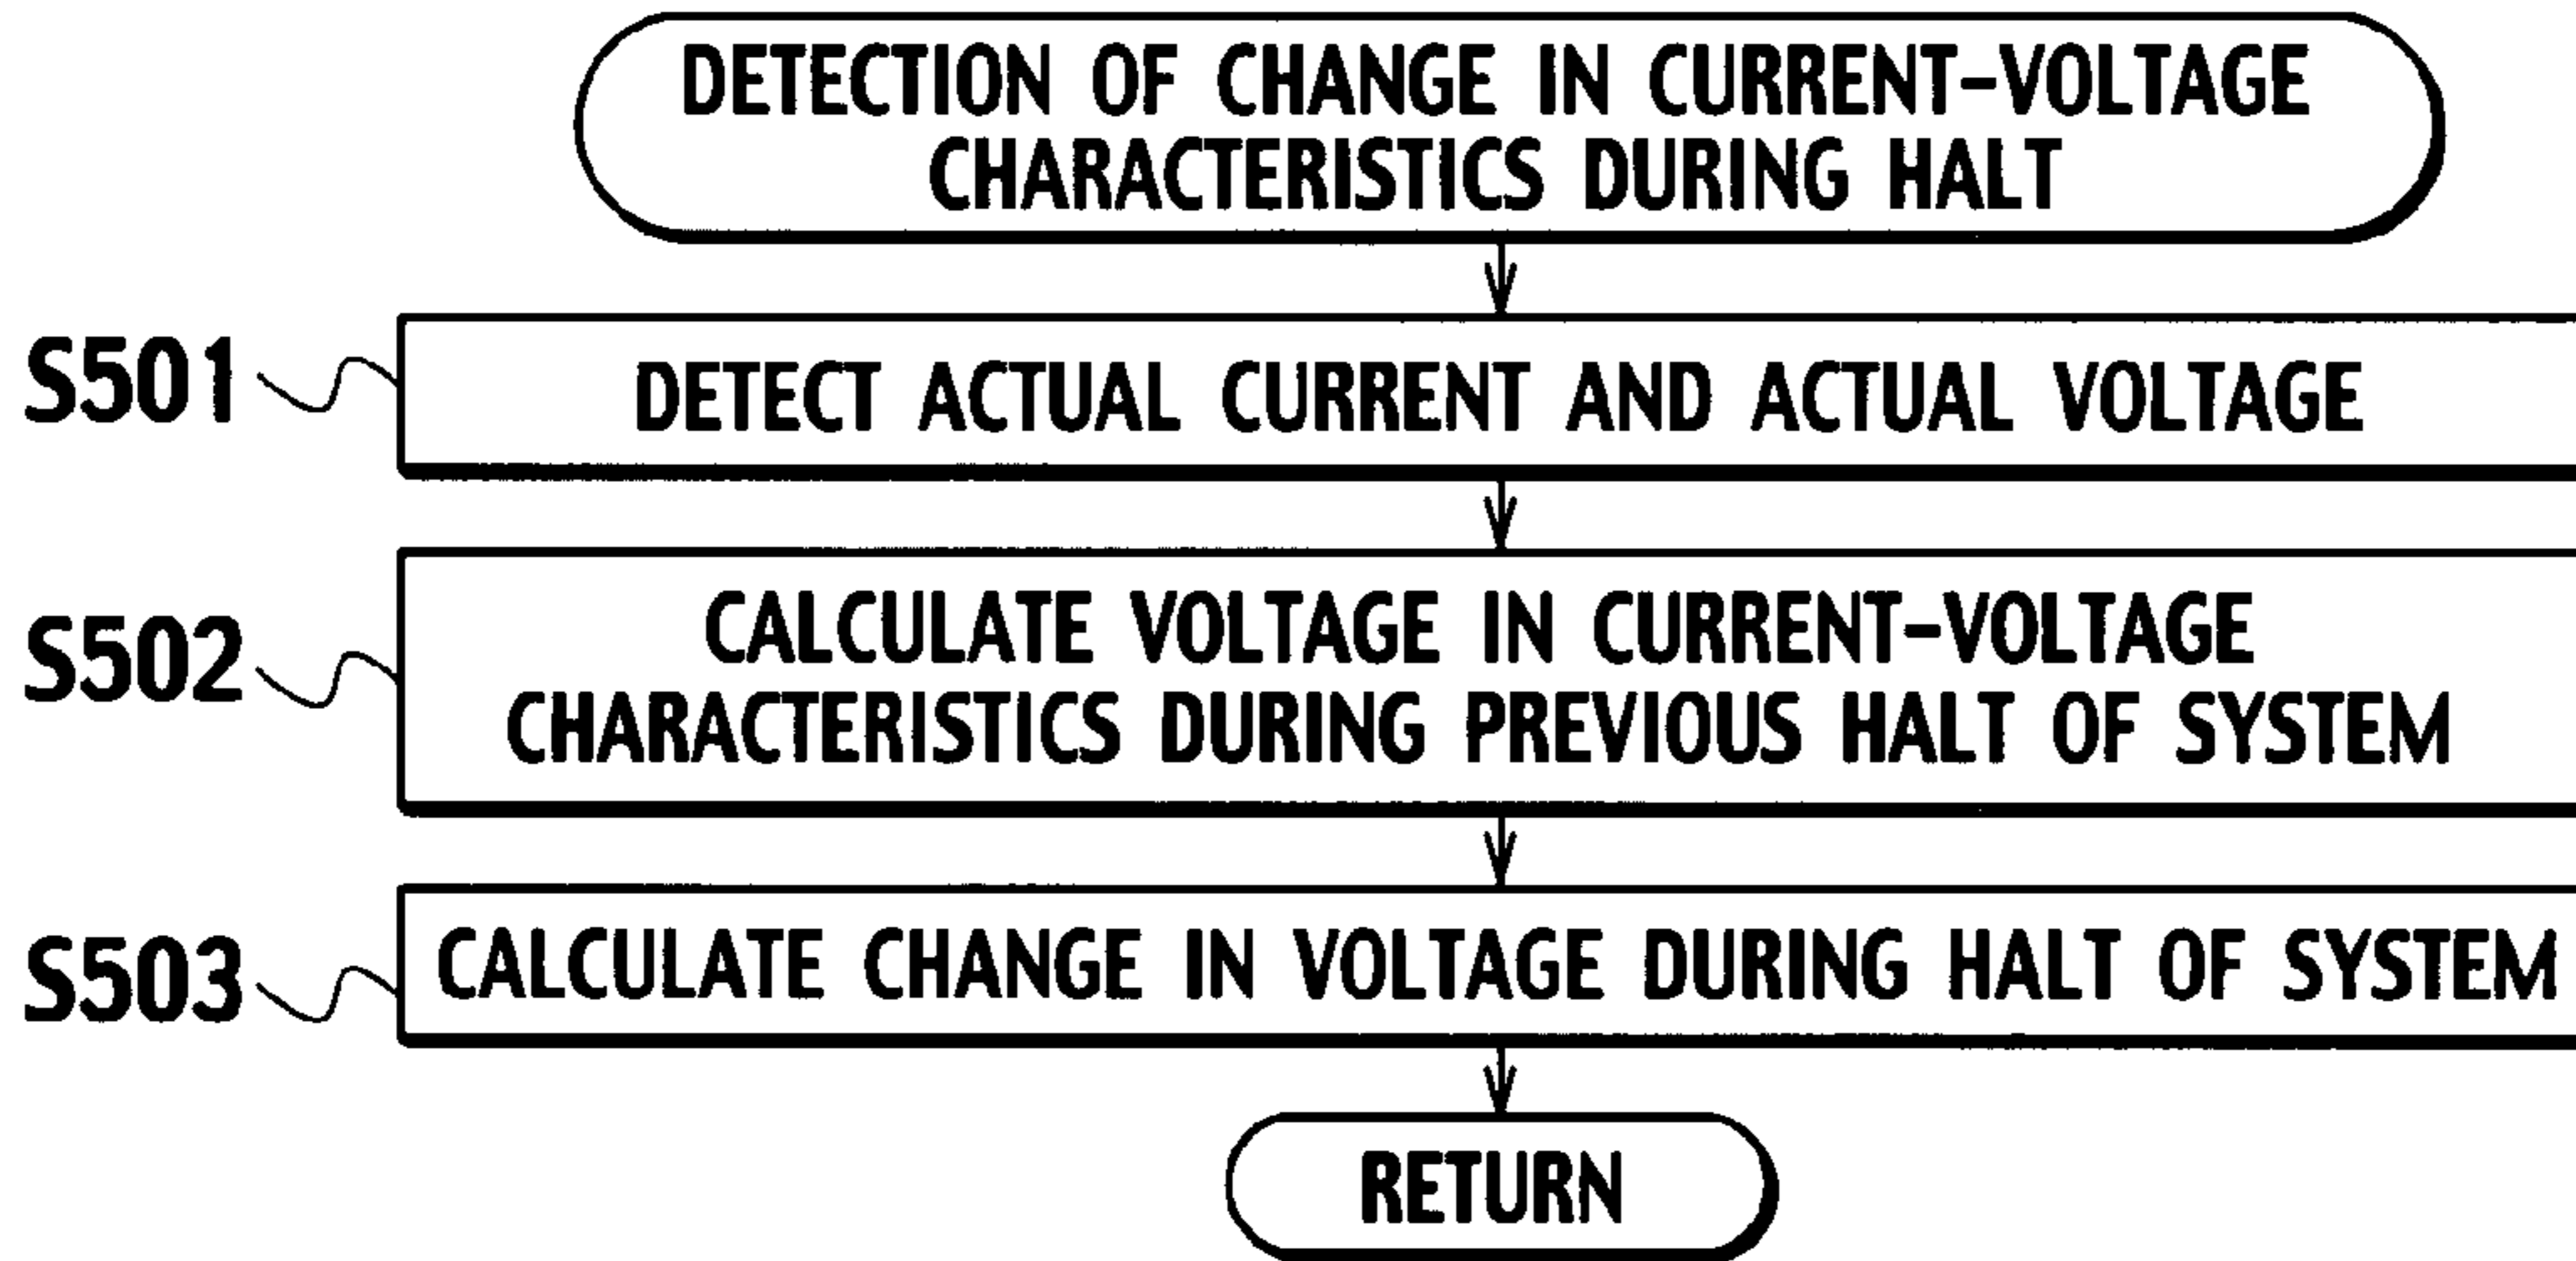 DETECTION OF CHANGE IN CURRENT-VOLTAGE
CHARACTERISTICS DURING HALT
S501
DETECT ACTUAL CURRENT AND ACTUAL VOLTAGE
S502
CALCULATE VOLTAGE IN CURRENT-VOLTAGE
CHARACTERISTICS DURING PREVIOUS HALT OF SYSTEM
S503
CALCULATE CHANGE IN VOLTAGE DURING HALT OF SYSTEM
RETURN